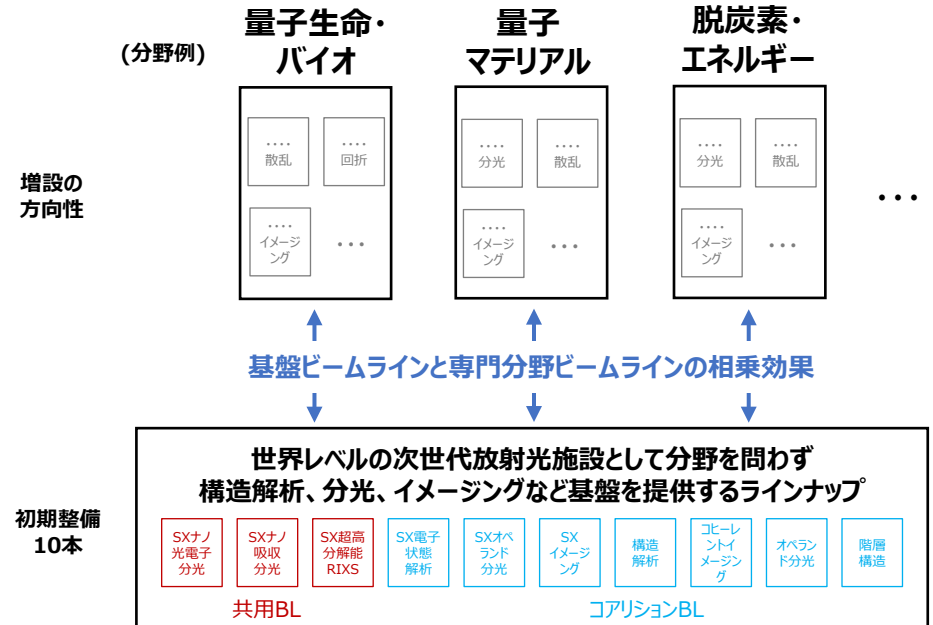 (分野例)
量子生命・
バイオ
量子
マテリアル
脱炭素・
エネルギー
増設の
方向性
‥‥
散乱
‥‥
回折
‥‥
イメージ
ング
・・・
‥‥
分光
‥‥
散乱
‥‥
イメージ
ング
・・・
‥‥
分光
‥‥
散乱
‥‥
イメージ
ング
・・・
・・・
基盤ビームラインと専門分野ビームラインの相乗効果
初期整備
10本
世界レベルの次世代放射光施設として分野を問わず
構造解析、分光、イメージングなど基盤を提供するラインナップ
SXナノ
光電子
分光
SXナノ
吸収
分光
SX超高
分解能
RIXS
SX電子
状態
解析
SXオペ
ランド
分光
SX
イメージ
ング
構造
解析
コヒーレ
ントイ
メージン
グ
オペラン
ド分光
階層
構造
共用BL
コアリションBL